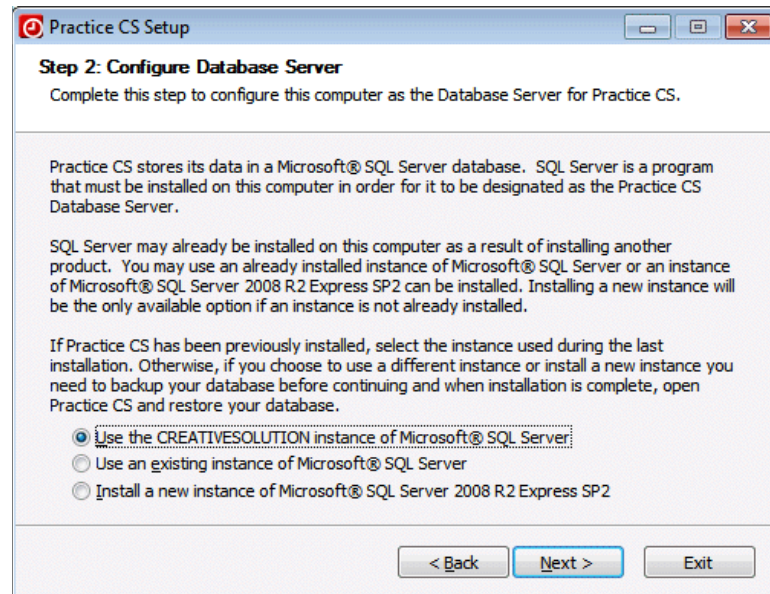 Practice CS Setup
Step 2: Configure Database Server
Complete this step to configure this computer as the Database Server for Practice CS.
Practice CS stores its data in a Microsoft® SQL Server database. SQL Server is a program
that must be installed on this computer in order for it to be designated as the Practice CS
Database Server.
SQL Server may already be installed on this computer as a result of installing another
product. You may use an already installed instance of Microsoft® SQL Server or an instance
of Microsoft® SQL Server 2008 R2 Express SP2 can be installed. Installing a new instance will
be the only available option if an instance is not already installed.
If Practice CS has been previously installed, select the instance used during the last
installation. Otherwise, if you choose to use a different instance or install a new instance you
need to backup your database before continuing and when installation is complete, open
Practice CS and restore your database.
Use the CREATIVESOLUTION instance of Microsoft® SQL Server
Use an existing instance of Microsoft® SQL Server
Install a new instance of Microsoft® SQL Server 2008 R2 Express SP2
< Back Next > Exit